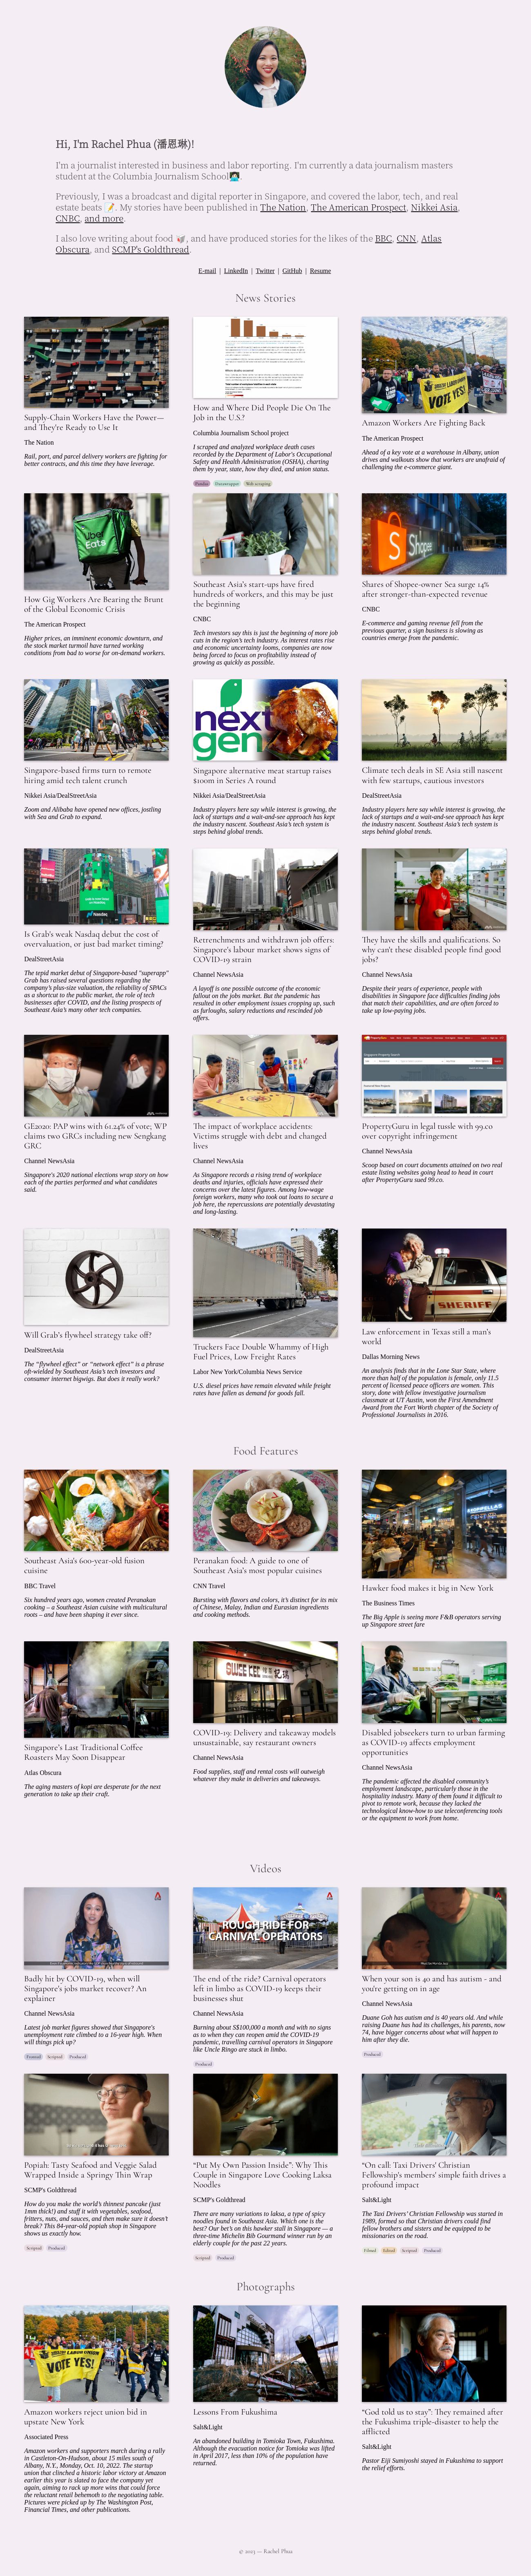 Hi, I'm Rachel Phua (潘恩琳)!
I'm a journalist interested in business and labor reporting. I'm currently a data journalism masters
student at the Columbia Journalism School👩🏻‍💻.
Previously, I was a broadcast and digital reporter in Singapore, and covered the labor, tech, and real
estate beats 📝. My stories have been published in The Nation, The American Prospect, Nikkei Asia,
CNBC, and more.
I also love writing about food 🥡, and have produced stories for the likes of the BBC, CNN, Atlas
Obscura, and SCMP's Goldthread.
E-mail | LinkedIn | Twitter | GitHub | Resume
News Stories
Supply-Chain Workers Have the Power—
and They're Ready to Use It
The Nation
Rail, port, and parcel delivery workers are fighting for
better contracts, and this time they have leverage.
How and Where Did People Die On The
Job in the U.S.?
Columbia Journalism School project
I scraped and analyzed workplace death cases
recorded by the Department of Labor's Occupational
Safety and Health Administration (OSHA), charting
them by year, state, how they died, and union status.
Pandas Datawrapper Web scraping
VOTE YES!
Amazon Workers Are Fighting Back
The American Prospect
Ahead of a key vote at a warehouse in Albany, union
drives and walkouts show that workers are unafraid of
challenging the e-commerce giant.
Uber
Eats
How Gig Workers Are Bearing the Brunt
of the Global Economic Crisis
The American Prospect
Higher prices, an imminent economic downturn, and
the stock market turmoil have turned working
conditions from bad to worse for on-demand workers.
Southeast Asia's start-ups have fired
hundreds of workers, and this may be just
the beginning
CNBC
Tech investors say this is just the beginning of more job
cuts in the region's tech industry. As interest rates rise
and economic uncertainty looms, companies are now
being forced to focus on profitability instead of
growing as quickly as possible.
Shopee
Shares of Shopee-owner Sea surge 14%
after stronger-than-expected revenue
CNBC
E-commerce and gaming revenue fell from the
previous quarter, a sign business is slowing as
countries emerge from the pandemic.
Singapore-based firms turn to remote
hiring amid tech talent crunch
Nikkei Asia/DealStreetAsia
Zoom and Alibaba have opened new offices, jostling
with Sea and Grab to expand.
next
gen
Singapore alternative meat startup raises
$100m in Series A round
Nikkei Asia/DealStreetAsia
Industry players here say while interest is growing, the
lack of startups and a wait-and-see approach has kept
the industry nascent. Southeast Asia's tech system is
steps behind global trends.
Climate tech deals in SE Asia still nascent
with few startups, cautious investors
DealStreetAsia
Industry players here say while interest is growing, the
lack of startups and a wait-and-see approach has kept
the industry nascent. Southeast Asia's tech system is
steps behind global trends.
Nasdaq
Is Grab's weak Nasdaq debut the cost of
overvaluation, or just bad market timing?
DealStreetAsia
The tepid market debut of Singapore-based "superapp"
Grab has raised several questions regarding the
company's plus-size valuation, the reliability of SPACs
as a shortcut to the public market, the role of tech
businesses after COVID, and the listing prospects of
Southeast Asia's many other tech companies.
Retrenchments and withdrawn job offers:
Singapore's labour market shows signs of
COVID-19 strain
Channel NewsAsia
A layoff is one possible outcome of the economic
fallout on the jobs market. But the pandemic has
resulted in other employment issues cropping up, such
as furloughs, salary reductions and rescinded job
offers.
They have the skills and qualifications. So
why can't these disabled people find good
jobs?
Channel NewsAsia
Despite their years of experience, people with
disabilities in Singapore face difficulties finding jobs
that match their capabilities, and are often forced to
take up low-paying jobs.
GE2020: PAP wins with 61.24% of vote; WP
claims two GRCs including new Sengkang
GRC
Channel NewsAsia
Singapore's 2020 national elections wrap story on how
each of the parties performed and what candidates
said.
The impact of workplace accidents:
Victims struggle with debt and changed
lives
Channel NewsAsia
As Singapore records a rising trend of workplace
deaths and injuries, officials have expressed their
concerns over the latest figures. Among low-wage
foreign workers, many who took out loans to secure a
job here, the repercussions are potentially devastating
and long-lasting.
PropertyGuru in legal tussle with 99.co
over copyright infringement
Channel NewsAsia
Scoop based on court documents attained on two real
estate listing websites going head to head in court
after PropertyGuru sued 99.co.
Will Grab's flywheel strategy take off?
DealStreetAsia
The "flywheel effect" or "network effect" is a phrase
oft-wielded by Southeast Asia's tech investors and
consumer internet bigwigs. But does it really work?
Truckers Face Double Whammy of High
Fuel Prices, Low Freight Rates
Labor New York/Columbia News Service
U.S. diesel prices have remain elevated while freight
rates have fallen as demand for goods fall.
SHERIFF
Law enforcement in Texas still a man's
world
Dallas Morning News
An analysis finds that in the Lone Star State, where
more than half of the population is female, only 11.5
percent of licensed peace officers are women. This
story, done with fellow investigative journalism
classmate at UT Austin, won the First Amendment
Award from the Fort Worth chapter of the Society of
Professional Journalists in 2016.
Food Features
Southeast Asia's 600-year-old fusion
cuisine
BBC Travel
Six hundred years ago, women created Peranakan
cooking – a Southeast Asian cuisine with multicultural
roots – and have been shaping it ever since.
Peranakan food: A guide to one of
Southeast Asia's most popular cuisines
CNN Travel
Bursting with flavors and colors, it's distinct for its mix
of Chinese, Malay, Indian and Eurasian ingredients
and cooking methods.
Hawker food makes it big in New York
The Business Times
The Big Apple is seeing more F&B operators serving
up Singapore street fare
Singapore's Last Traditional Coffee
Roasters May Soon Disappear
Atlas Obscura
The aging masters of kopi are desperate for the next
generation to take up their craft.
SWEE KEE
COVID-19: Delivery and takeaway models
unsustainable, say restaurant owners
Channel NewsAsia
Food supplies, staff and rental costs will outweigh
whatever they make in deliveries and takeaways.
Disabled jobseekers turn to urban farming
as COVID-19 affects employment
opportunities
Channel NewsAsia
The pandemic affected the disabled community's
employment landscape, particularly those in the
hospitality industry. Many of them found it difficult to
pivot to remote work, because they lacked the
technological know-how to use teleconferencing tools
or the equipment to work from home.
Videos
Badly hit by COVID-19, when will
Singapore's jobs market recover? An
explainer
Channel NewsAsia
Latest job market figures showed that Singapore's
unemployment rate climbed to a 16-year high. When
will things pick up?
Scripted Produced
ROUGH RIDE FOR
CARNIVAL OPERATORS
The end of the ride? Carnival operators
left in limbo as COVID-19 keeps their
businesses shut
Channel NewsAsia
Burning about S$100,000 a month and with no signs
as to when they can reopen amid the COVID-19
pandemic, travelling carnival operators in Singapore
like Uncle Ringo are stuck in limbo.
Produced
When your son is 40 and has autism - and
you're getting on in age
Channel NewsAsia
Duane Goh has autism and is 40 years old. And while
raising Duane has had its challenges, his parents, now
74, have bigger concerns about what will happen to
him after they die.
Produced
Popiah: Tasty Seafood and Veggie Salad
Wrapped Inside a Springy Thin Wrap
SCMP's Goldthread
How do you make the world's thinnest pancake (just
1mm thick!) and stuff it with vegetables, seafood,
fritters, nuts, and sauces, and then make sure it doesn't
break? This 84-year-old popiah shop in Singapore
shows us exactly how.
Scripted Produced
"Put My Own Passion Inside": Why This
Couple in Singapore Love Cooking Laksa
Noodles
SCMP's Goldthread
There are many variations to laksa, a type of spicy
noodles found in Southeast Asia. Which one is the
best? Our bet's on this hawker stall in Singapore — a
three-time Michelin Bib Gourmand winner run by an
elderly couple for the past 22 years.
Scripted Produced
"On call: Taxi Drivers' Christian
Fellowship's members' simple faith drives a
profound impact
Salt&Light
The Taxi Drivers' Christian Fellowship was started in
1989, formed so that Christian drivers could find
fellow brothers and sisters and be equipped to be
missionaries on the road.
Filmed Edited Scripted Produced
Photographs
VOTE YES!
Amazon workers reject union bid in
upstate New York
Associated Press
Amazon workers and supporters march during a rally
in Castleton-On-Hudson, about 15 miles south of
Albany, N.Y., Monday, Oct. 10, 2022. The startup
union that clinched a historic labor victory at Amazon
earlier this year is slated to face the company yet
again, aiming to rack up more wins that could force
the reluctant retail behemoth to the negotiating table.
Pictures were picked up by The Washington Post,
Financial Times, and other publications.
Lessons From Fukushima
Salt&Light
An abandoned building in Tomioka Town, Fukushima.
Although the evacuation notice for Tomioka was lifted
in April 2017, less than 10% of the population have
returned.
"God told us to stay": They remained after
the Fukushima triple-disaster to help the
afflicted
Salt&Light
Pastor Eiji Sumiyoshi stayed in Fukushima to support
the relief efforts.
© 2023 — Rachel Phua